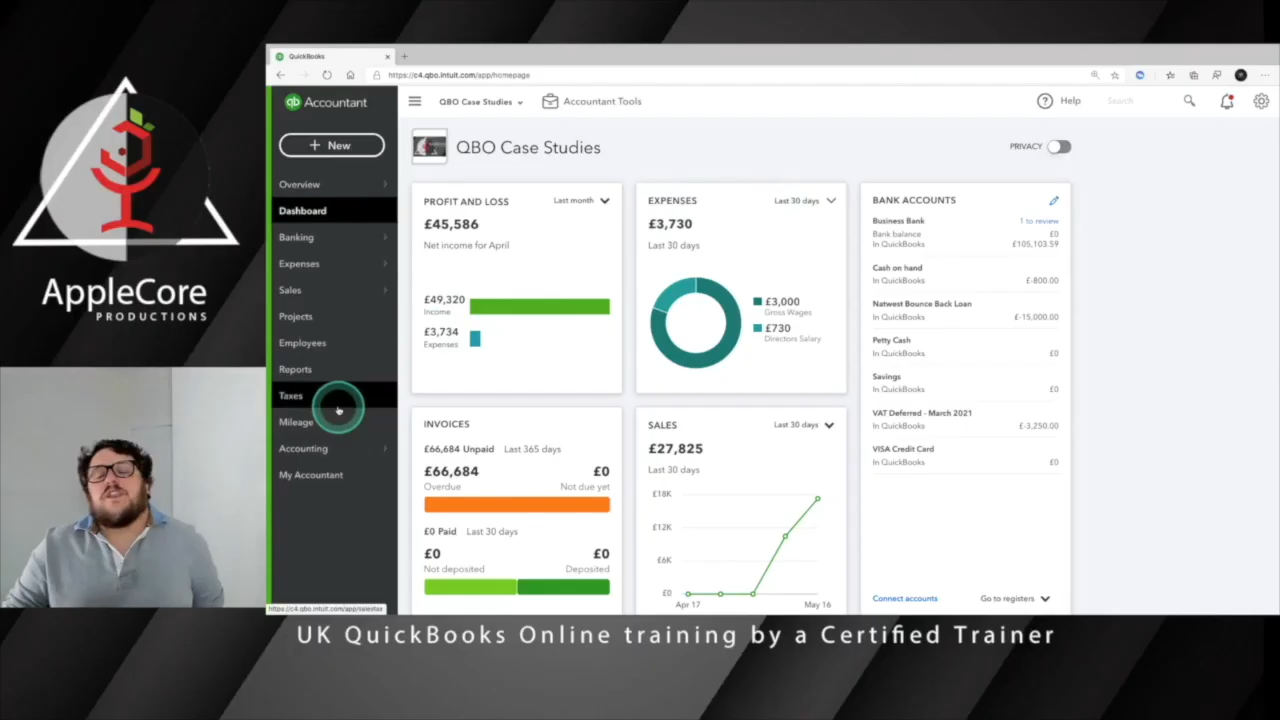 AppleCore
PRODUCTIONS
QuickBooks
https://c4.qbo.intuit.com/app/homepage
qb Accountant
QBO Case Studies
Accountant Tools
Help
Search
+ New
Overview
Dashboard
Banking
Expenses
Sales
Projects
Employees
Reports
Taxes
Mileage
Accounting
My Accountant
https://c4.qbo.intuit.com/app/salestax
QBO Case Studies
PRIVACY
PROFIT AND LOSS
Last month
£45,586
Net income for April
£49,320
Income
£3,734
Expenses
EXPENSES
Last 30 days
£3,730
Last 30 days
£3,000
Gross Wages
£730
Directors Salary
BANK ACCOUNTS
Business Bank 1 to review
Bank balance £0
In QuickBooks £105,103.59
Cash on hand
In QuickBooks £-800.00
Natwest Bounce Back Loan
In QuickBooks £-15,000.00
Petty Cash
In QuickBooks £0
Savings
In QuickBooks £0
VAT Deferred - March 2021
In QuickBooks £-3,250.00
VISA Credit Card
In QuickBooks £0
Connect accounts Go to registers
INVOICES
£66,684 Unpaid Last 365 days
£66,684 £0
Overdue Not due yet
£0 Paid Last 30 days
£0 £0
Not deposited Deposited
SALES
Last 30 days
£27,825
Last 30 days
£18K
£12K
£6K
£0
Apr 17 May 16
UK QuickBooks Online training by a Certified Trainer